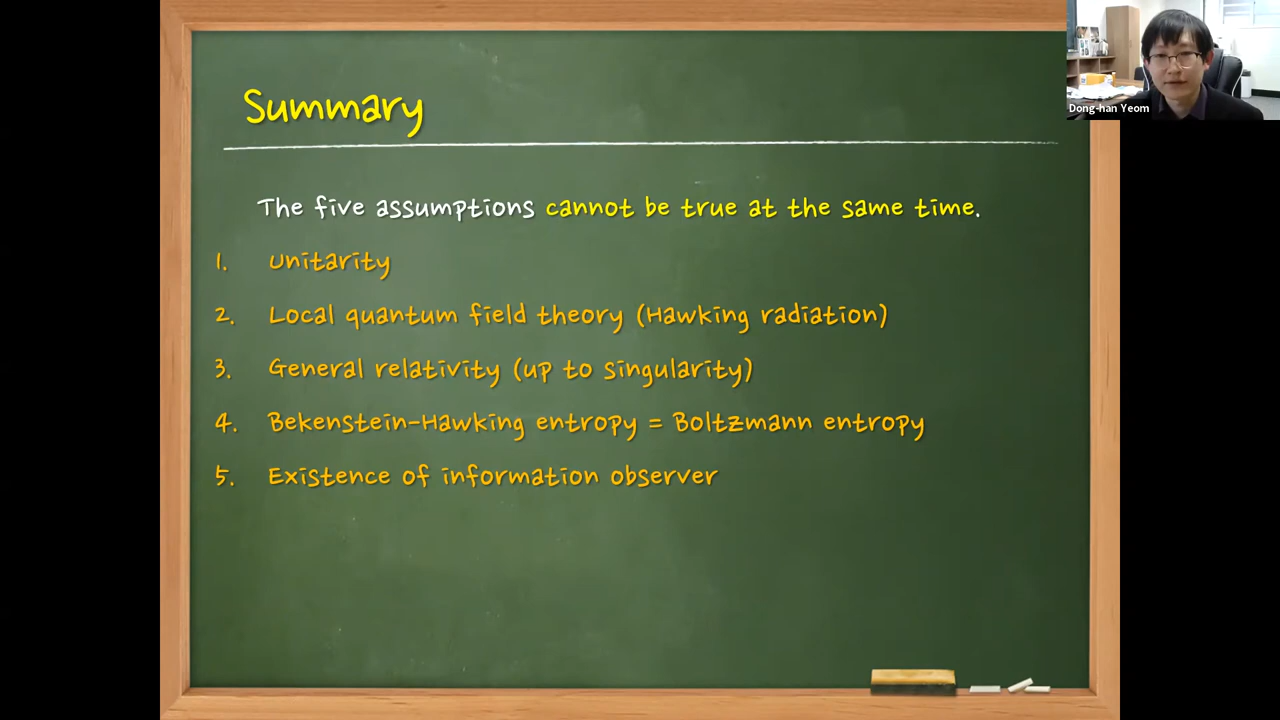 Summary
Dong-han Yeom
The five assumptions cannot be true at the same time.
1. Unitarity
2. Local quantum field theory (Hawking radiation)
3. General relativity (up to singularity)
4. Bekenstein-Hawking entropy = Boltzmann entropy
5. Existence of information observer